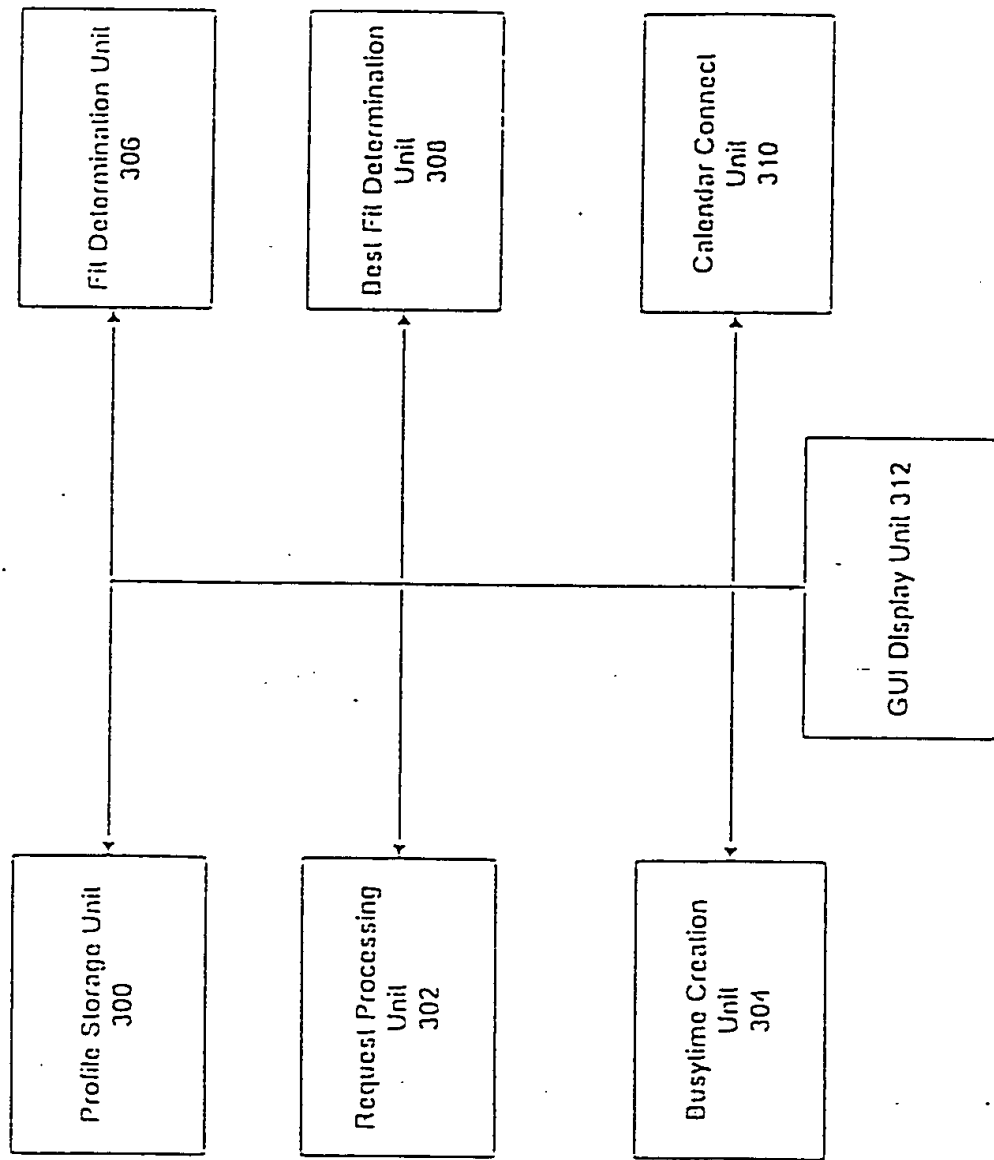 Profile Storage Unit
300
Request Processing
Unit
302
Busytime Creation
Unit
304
Fit Determination Unit
306
Best Fit Determination
Unit
308
Calendar Connect
Unit
310
GUI Display Unit 312